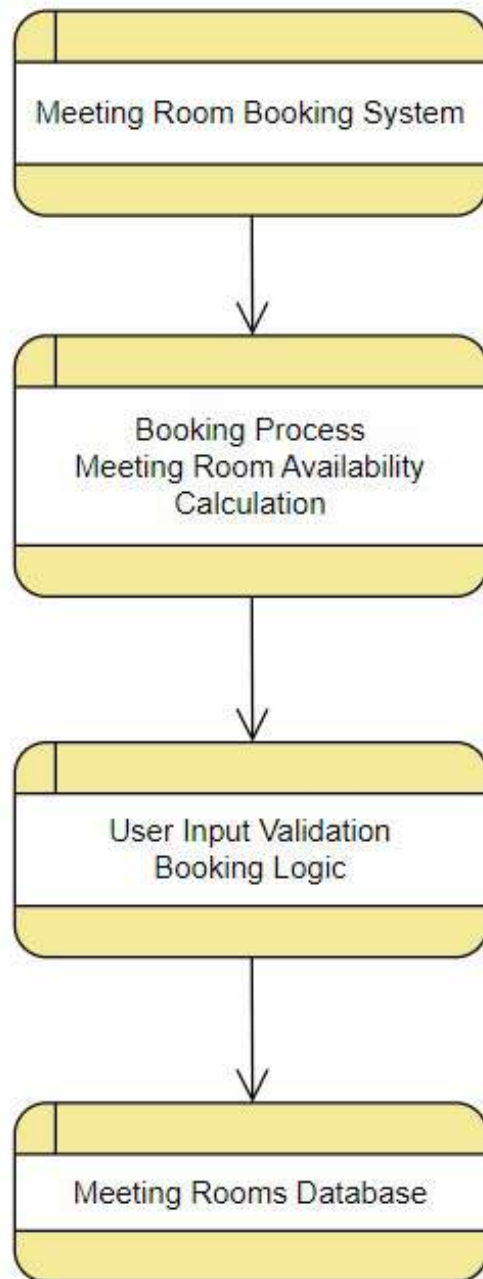 Meeting Room Booking System
Booking Process
Meeting Room Availability
Calculation
User Input Validation
Booking Logic
Meeting Rooms Database